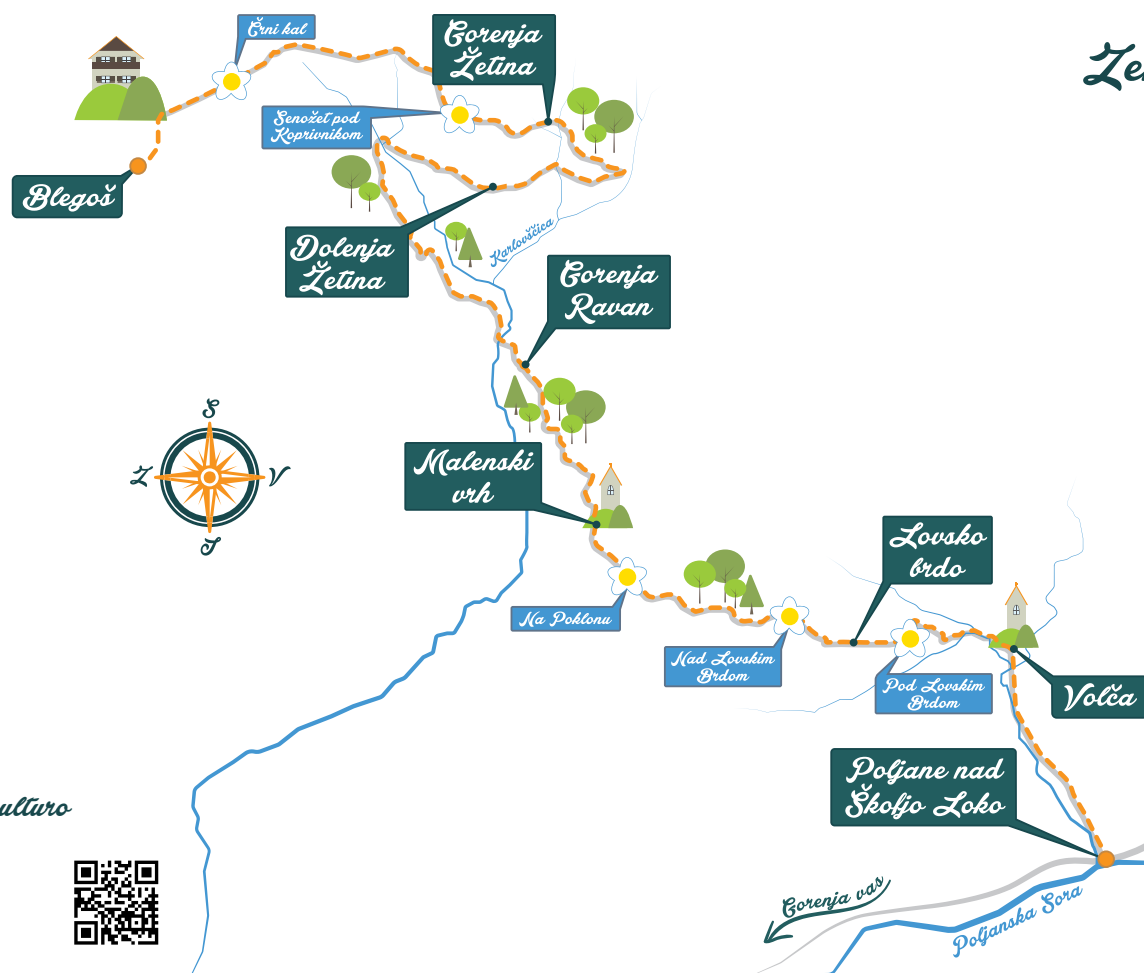 Črni kal
Gorenja
Žetina
Že
Senožet pod
Koprivnikom
Blegoš
Dolenja
Žetina
Karlovščica
Gorenja
Ravan
S
Z
V
J
Malenski
vrh
Na Poklonu
Lovsko
brdo
Nad Lovskim
Brdom
Pod Lovskim
Brdom
Volča
Poljane nad
Škofjo Loko
ulturo
Gorenja vas
Poljanska Sora